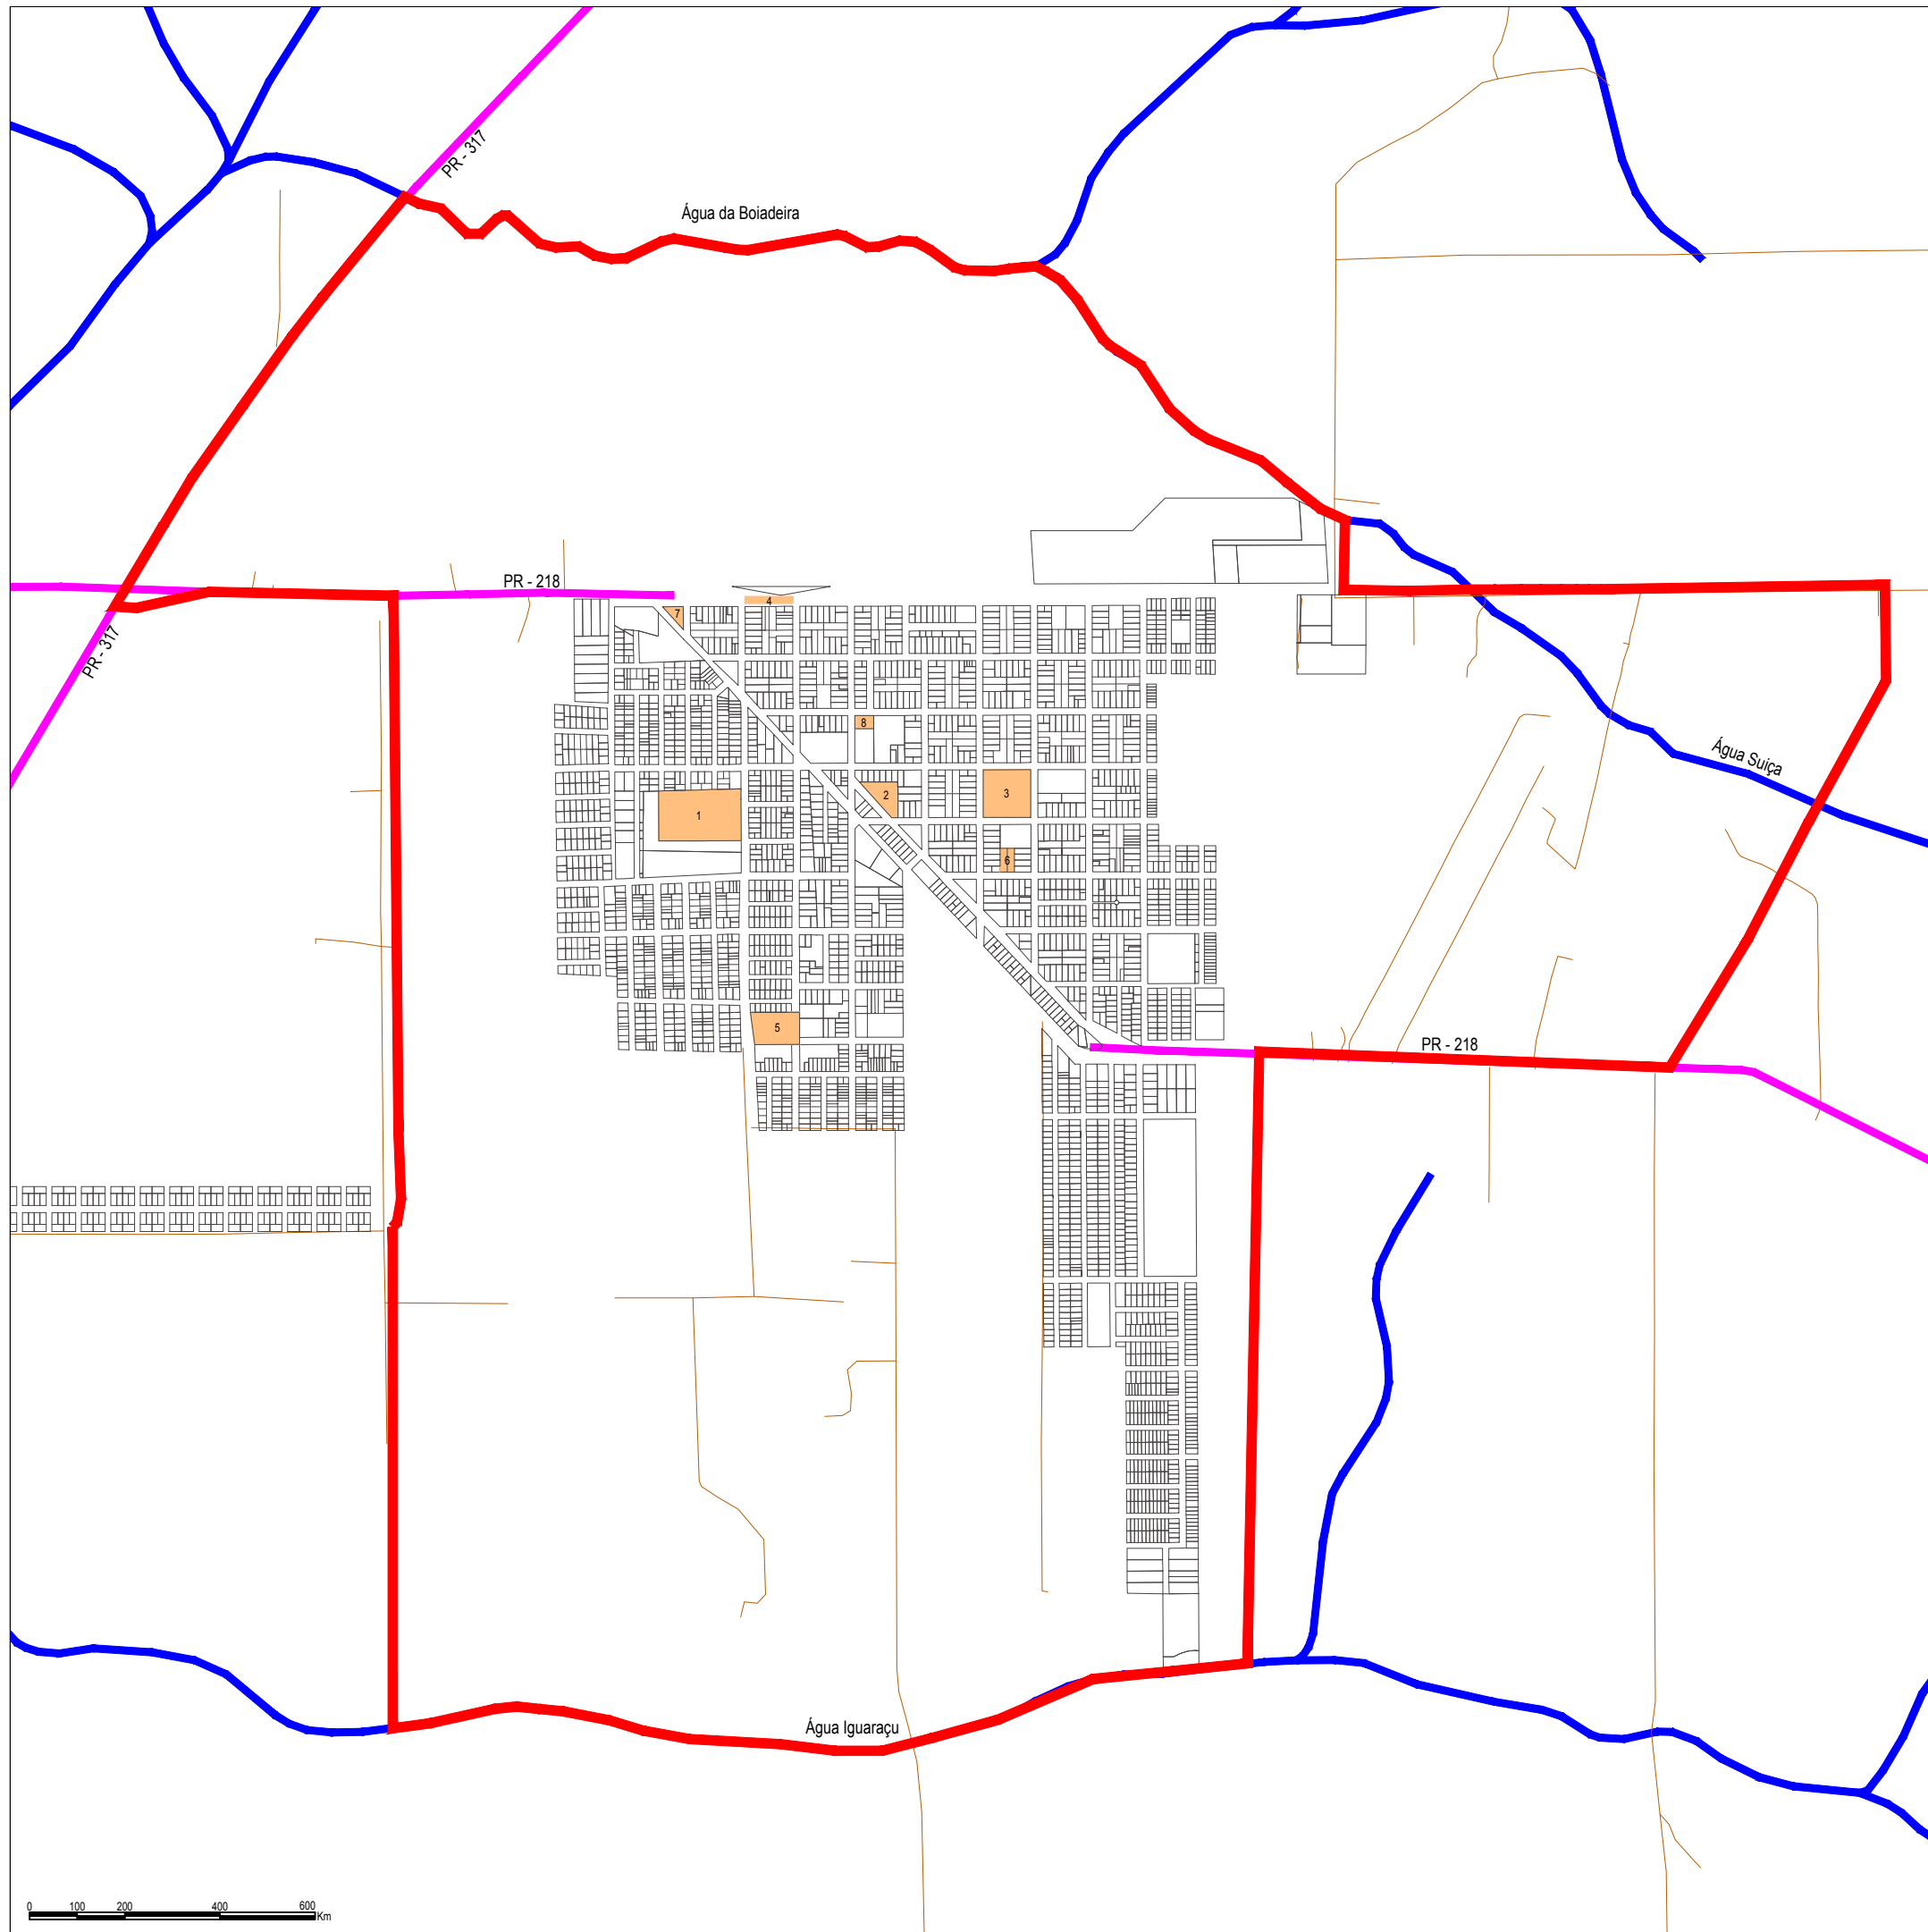 PR - 317
Água da Boiadeira
PR - 218
4
7
PR - 317
8
Água Suiça
2
3
1
6
5
PR - 218
Água Iguaraçu
0 100 200 400 600
Km